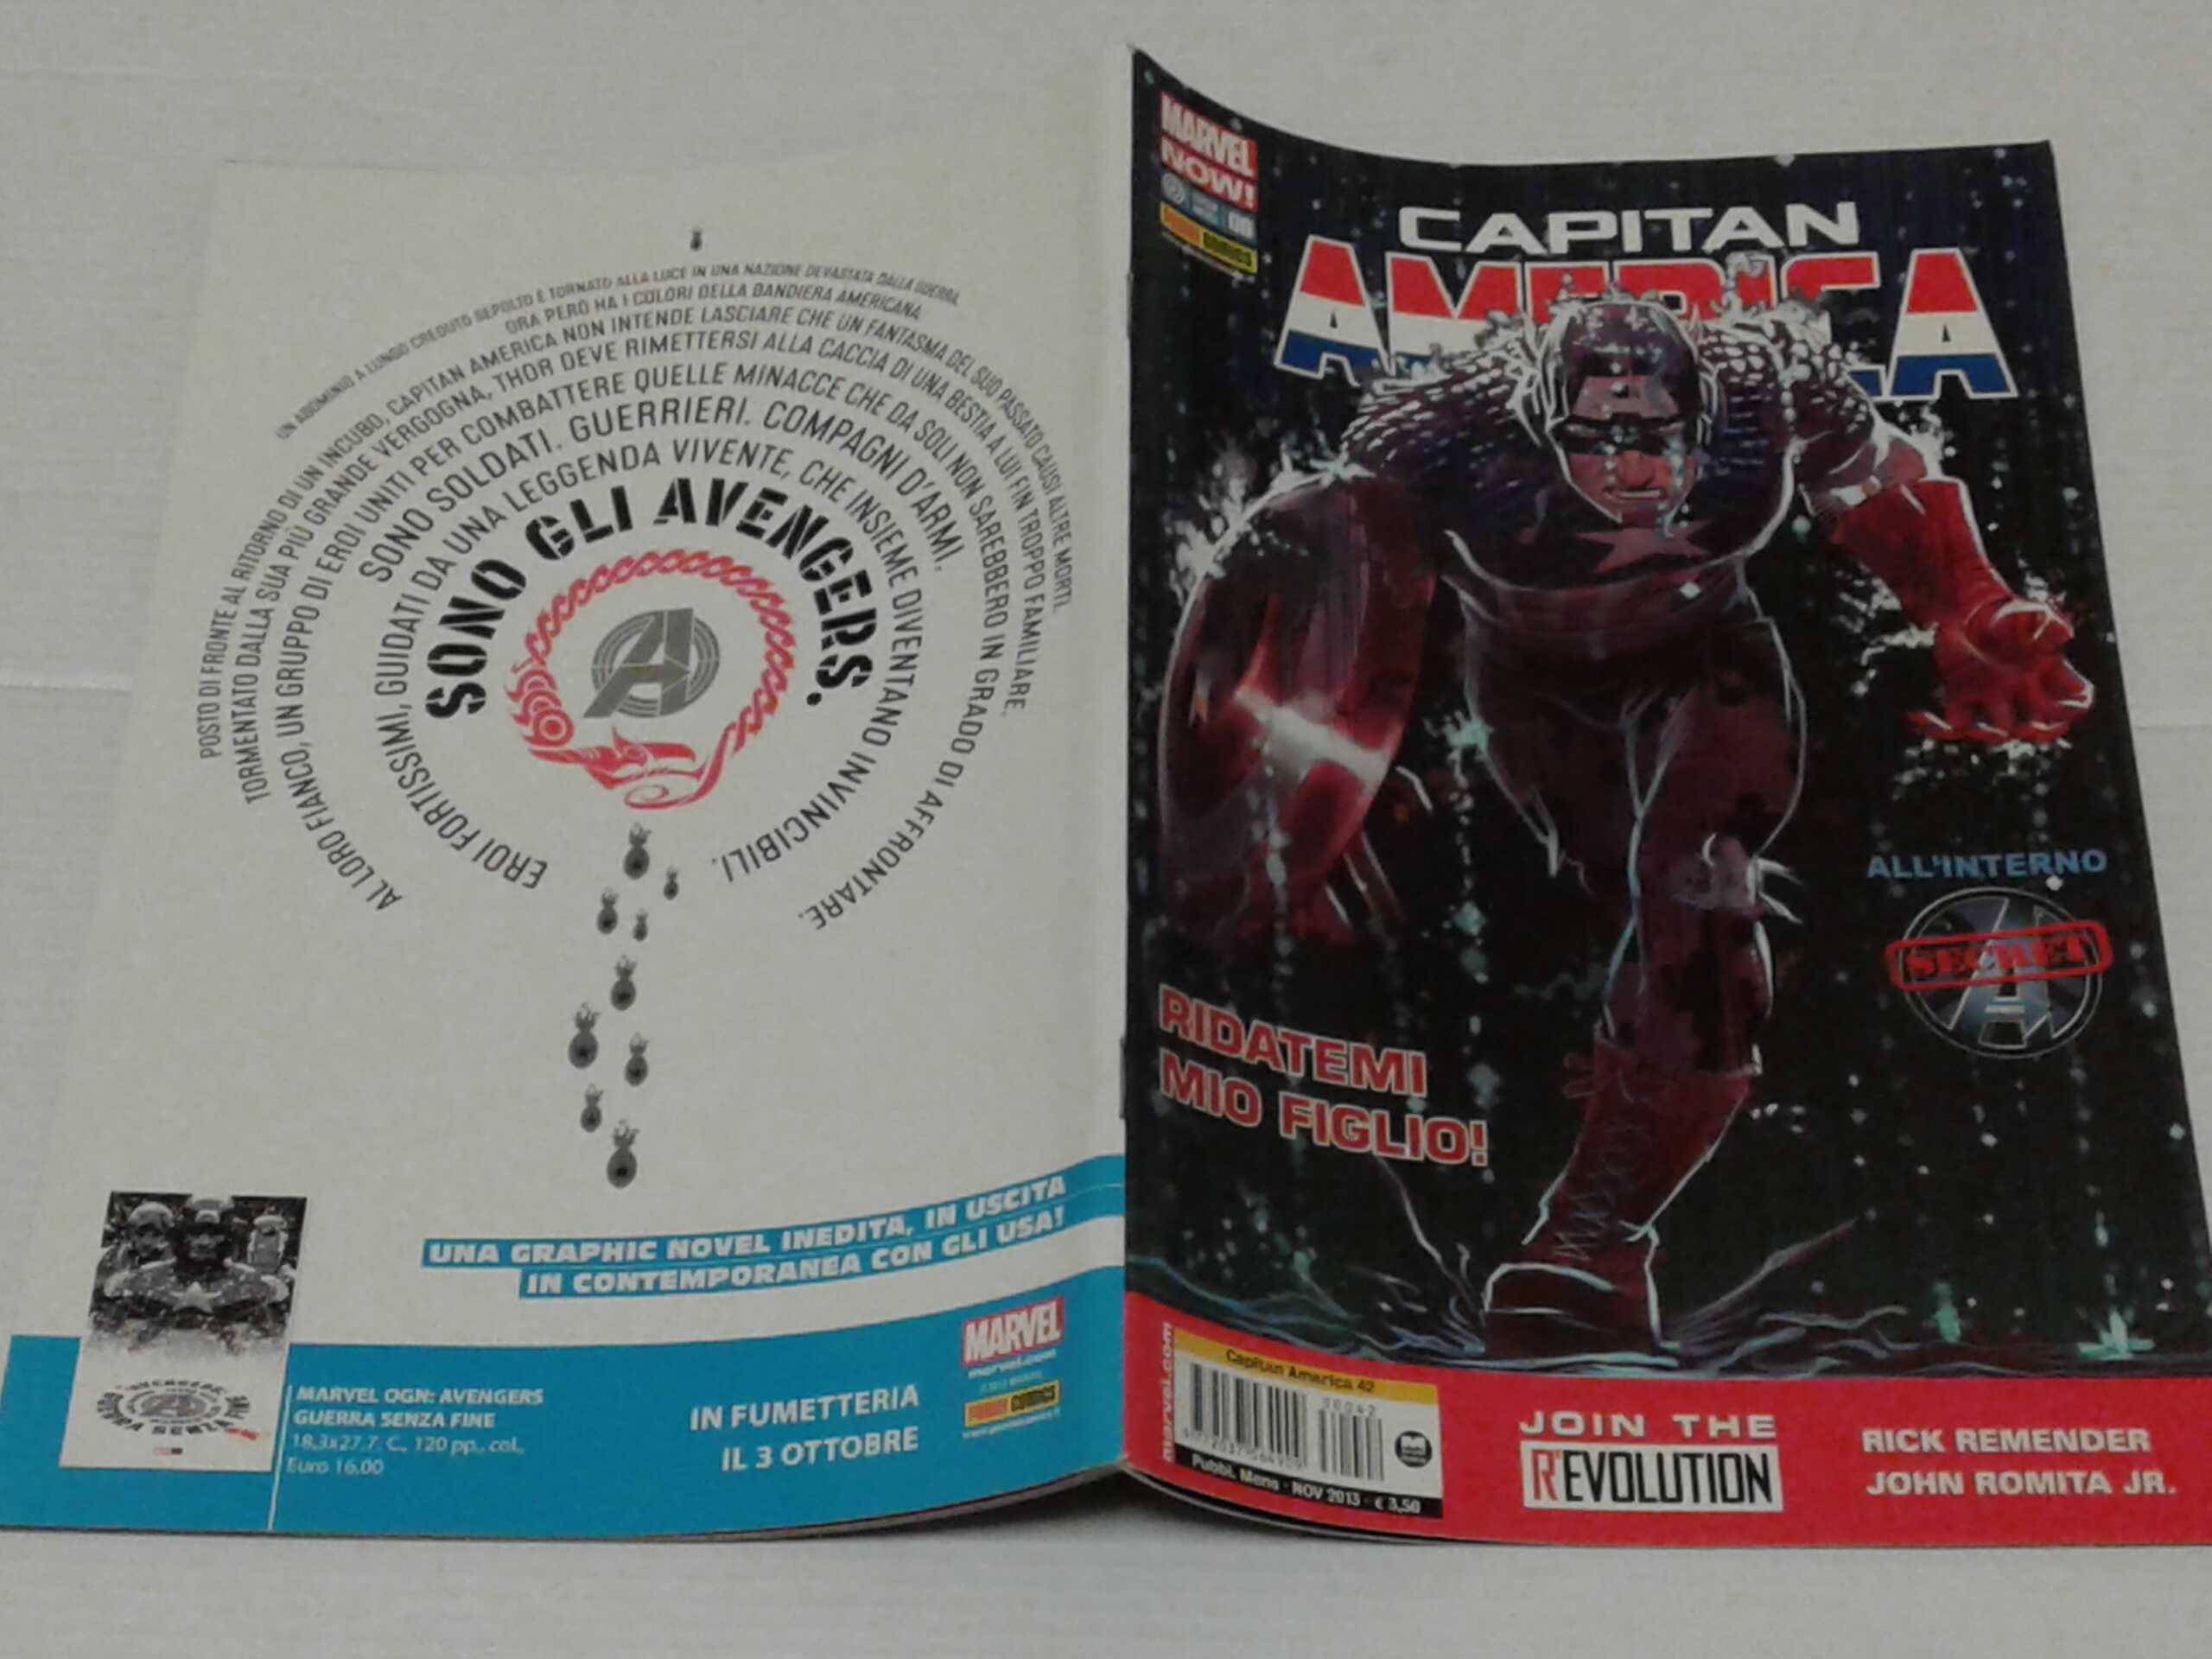 UN ABOMINIO A LUNGO CREDUTO SEPOLTO È TORNATO ALLA LUCE IN UNA NAZIONE DEVASTATA DALLA GUERRA.
ORA PERÒ HA I COLORI DELLA BANDIERA AMERICANA
POSTO DI FRONTE AL RITORNO DI UN INCUBO, CAPITAN AMERICA NON INTENDE LASCIARE CHE UN FANTASMA DEL SUO PASSATO CAUSI ALTRE MORTI.
TORMENTATO DALLA SUA PIÙ GRANDE VERGOGNA, THOR DEVE RIMETTERSI ALLA CACCIA DI UNA BESTIA A LUI FIN TROPPO FAMILIARE.
AL LORO FIANCO, UN GRUPPO DI EROI UNITI PER COMBATTERE QUELLE MINACCE CHE DA SOLI NON SAREBBERO IN GRADO DI AFFRONTARE.
SONO SOLDATI. GUERRIERI. COMPAGNI D'ARMI.
EROI FORTISSIMI, GUIDATI DA UNA LEGGENDA VIVENTE, CHE INSIEME DIVENTANO INVINCIBILI.
SONO GLI AVENGERS.
UNA GRAPHIC NOVEL INEDITA, IN USCITA
IN CONTEMPORANEA CON GLI USA!
MARVEL OGN: AVENGERS
GUERRA SENZA FINE
18,3x27,7, C., 120 pp., col.,
Euro 16.00
IN FUMETTERIA
IL 3 OTTOBRE
MARVEL
marvel.com
PANINI COMICS
MARVEL
NOW!
PANINI COMICS
CAPITAN
AMERICA
ALL'INTERNO
SECRET
RIDATEMI
MIO FIGLIO!
marvel.com
Capitan America 42
00042
Pubbl. Mens - NOV 2013 - € 3,50
JOIN THE
R'EVOLUTION
RICK REMENDER
JOHN ROMITA JR.